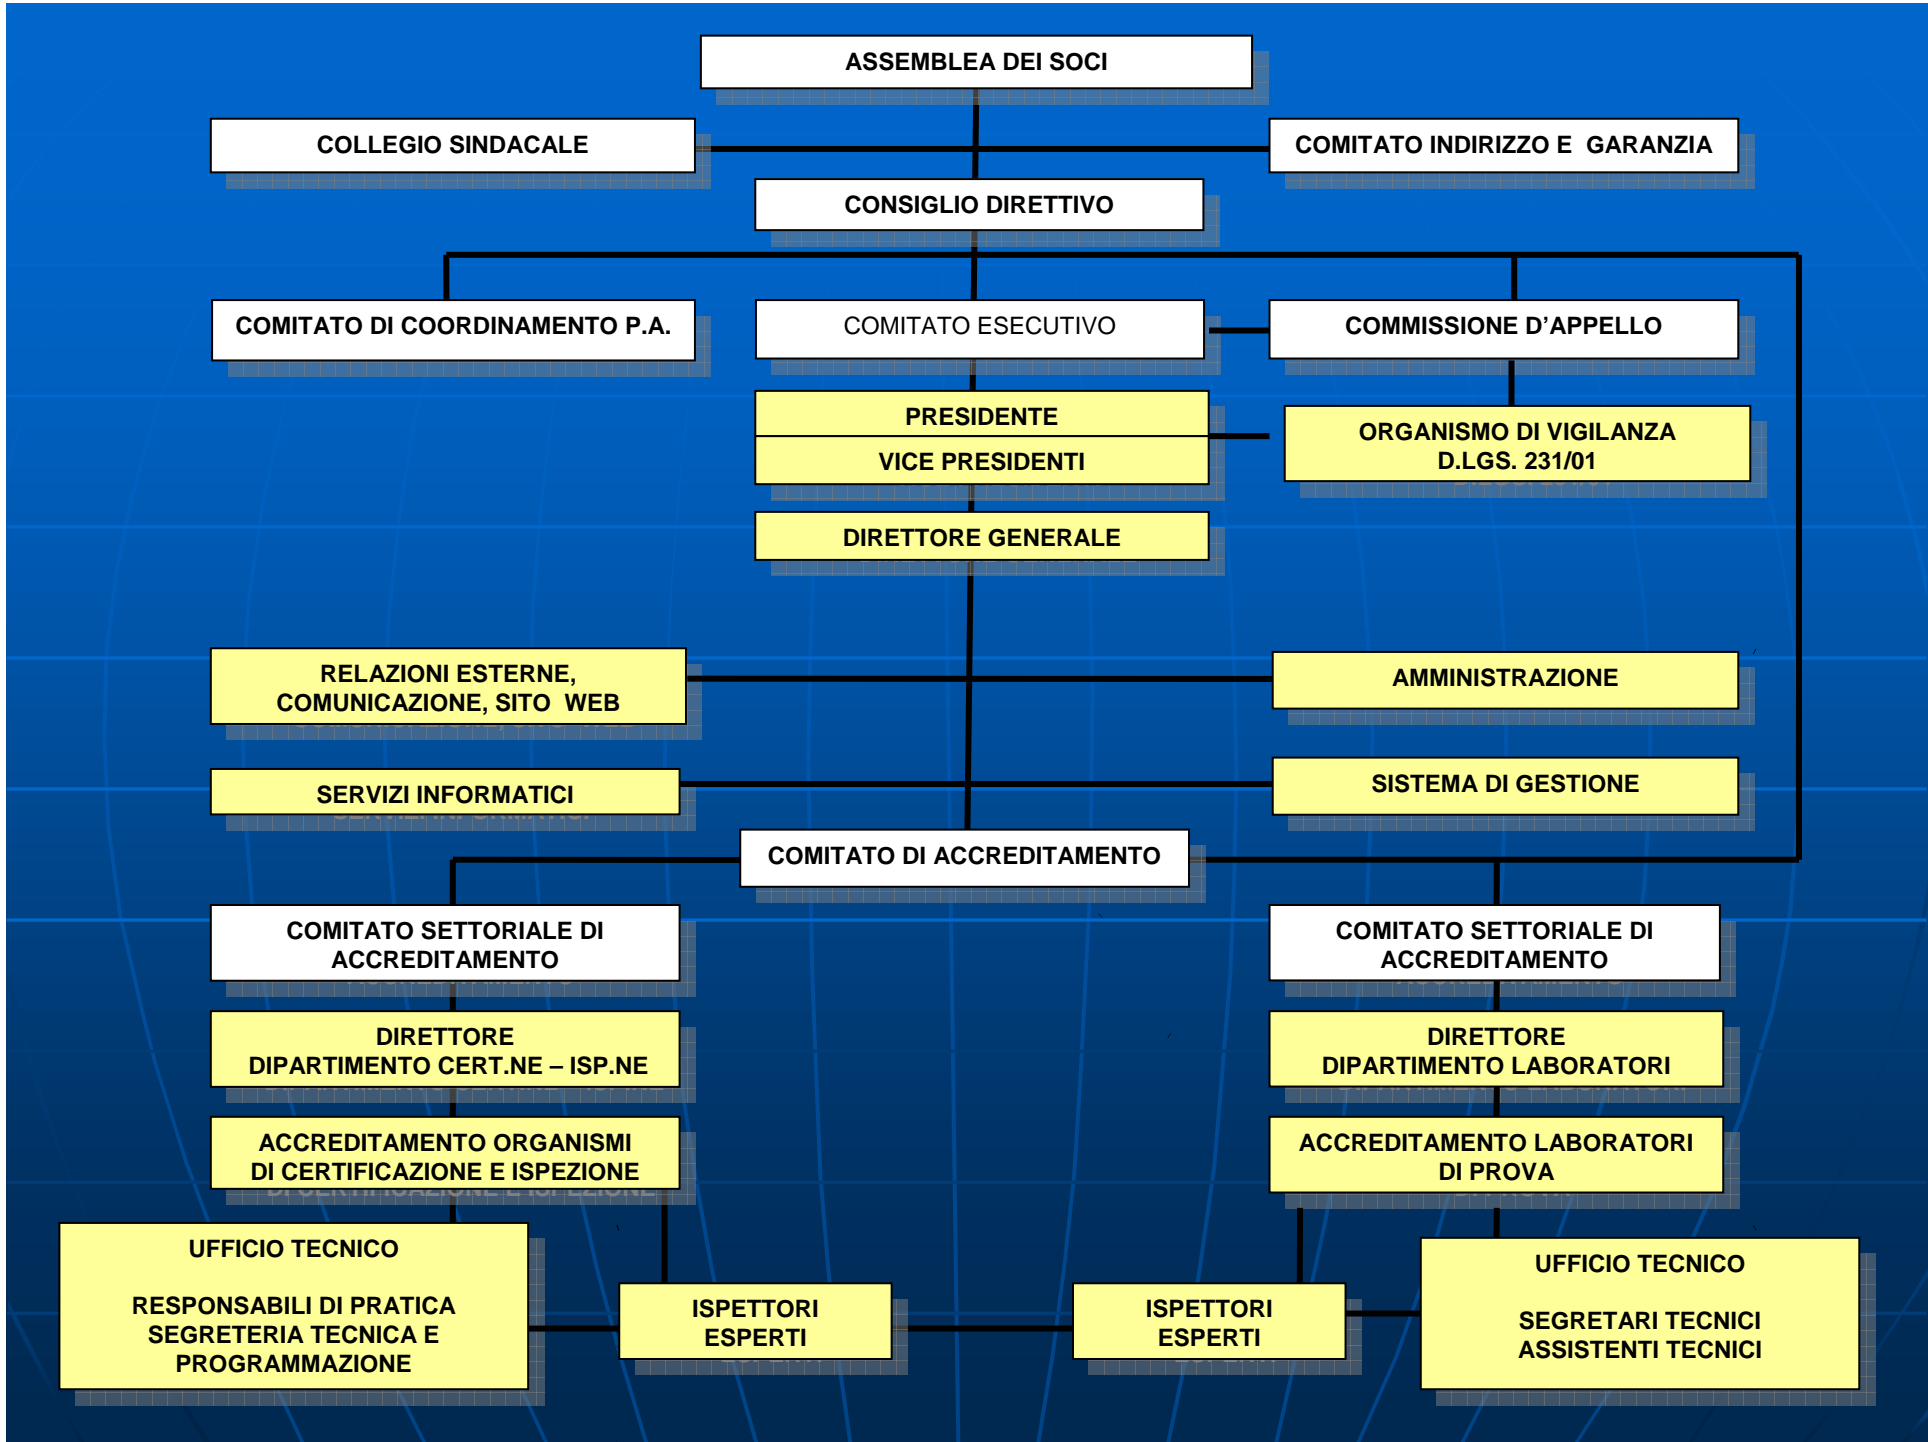 ASSEMBLEA DEI SOCI
COLLEGIO SINDACALE
COMITATO INDIRIZZO E  GARANZIA
CONSIGLIO DIRETTIVO
COMITATO DI COORDINAMENTO P.A.
COMITATO ESECUTIVO
COMMISSIONE D’APPELLO
PRESIDENTE
VICE PRESIDENTI
ORGANISMO DI VIGILANZA
D.LGS. 231/01
DIRETTORE GENERALE
RELAZIONI ESTERNE,
COMUNICAZIONE, SITO  WEB
AMMINISTRAZIONE
SERVIZI INFORMATICI
SISTEMA DI GESTIONE
COMITATO DI ACCREDITAMENTO
COMITATO SETTORIALE DI
ACCREDITAMENTO
COMITATO SETTORIALE DI
ACCREDITAMENTO
DIRETTORE
DIPARTIMENTO CERT.NE – ISP.NE
DIRETTORE
DIPARTIMENTO LABORATORI
ACCREDITAMENTO ORGANISMI
DI CERTIFICAZIONE E ISPEZIONE
ACCREDITAMENTO LABORATORI
DI PROVA
UFFICIO TECNICO
RESPONSABILI DI PRATICA
SEGRETERIA TECNICA E
PROGRAMMAZIONE
ISPETTORI
ESPERTI
ISPETTORI
ESPERTI
UFFICIO TECNICO
SEGRETARI TECNICI
ASSISTENTI TECNICI